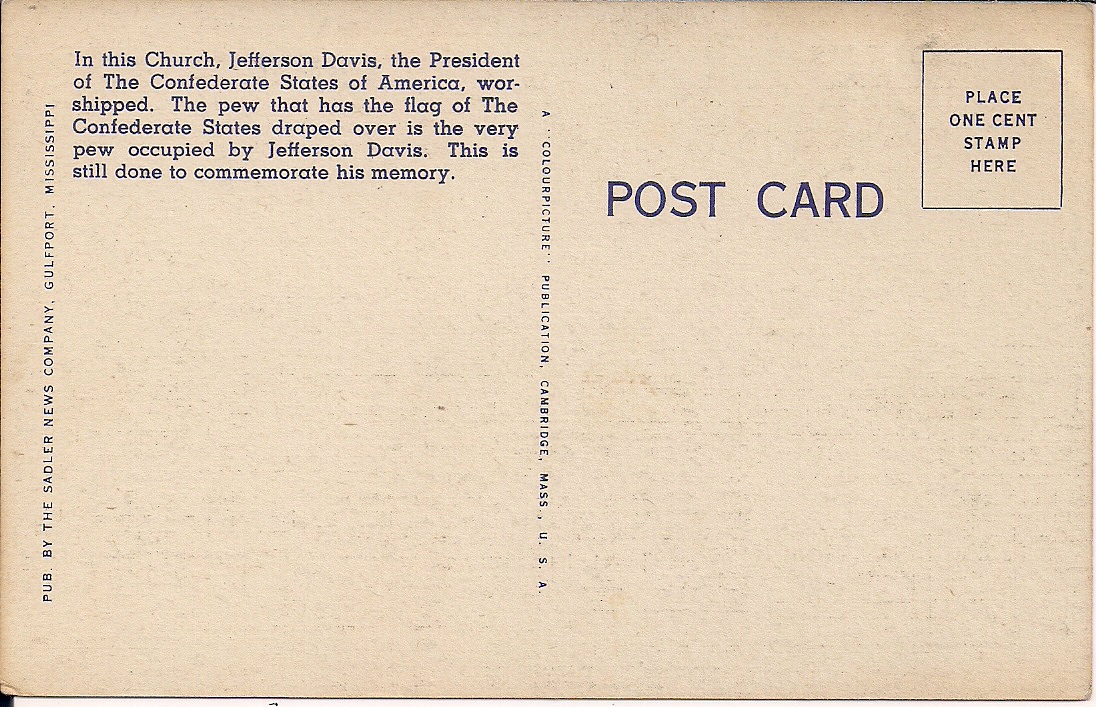 In this Church, Jefferson Davis, the President
of The Confederate States of America, wor-
shipped. The pew that has the flag of The
Confederate States draped over is the very
pew occupied by Jefferson Davis. This is
still done to commemorate his memory.
PUB. BY THE SADLER NEWS COMPANY, GULFPORT, MISSISSIPPI
A "COLOURPICTURE" PUBLICATION, CAMBRIDGE, MASS., U. S. A.
POST CARD
PLACE
ONE CENT
STAMP
HERE